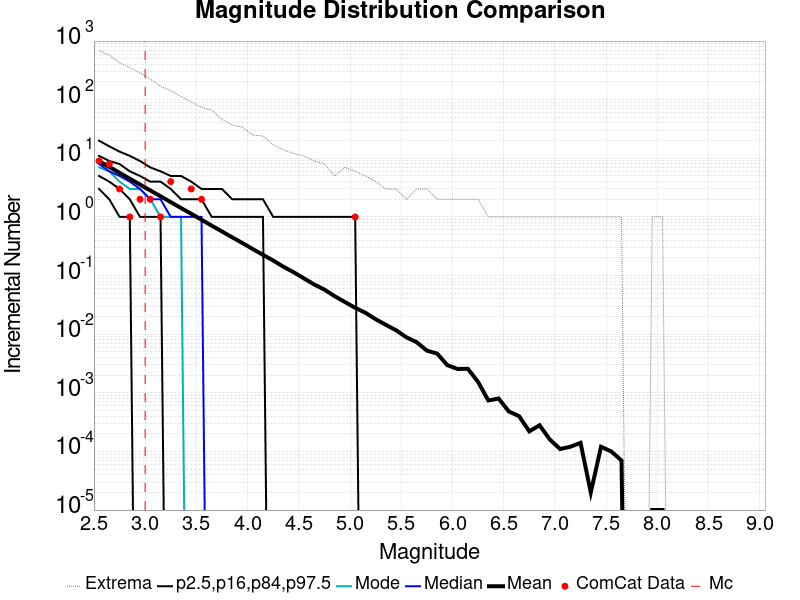 Magnitude Distribution Comparison
10^3
10^2
10^1
10^0
10^-1
10^-2
10^-3
10^-4
10^-5
Incremental Number
2.5 3.0 3.5 4.0 4.5 5.0 5.5 6.0 6.5 7.0 7.5 8.0 8.5 9.0
Magnitude
Extrema p2.5,p16,p84,p97.5 Mode Median Mean ComCat Data Mc